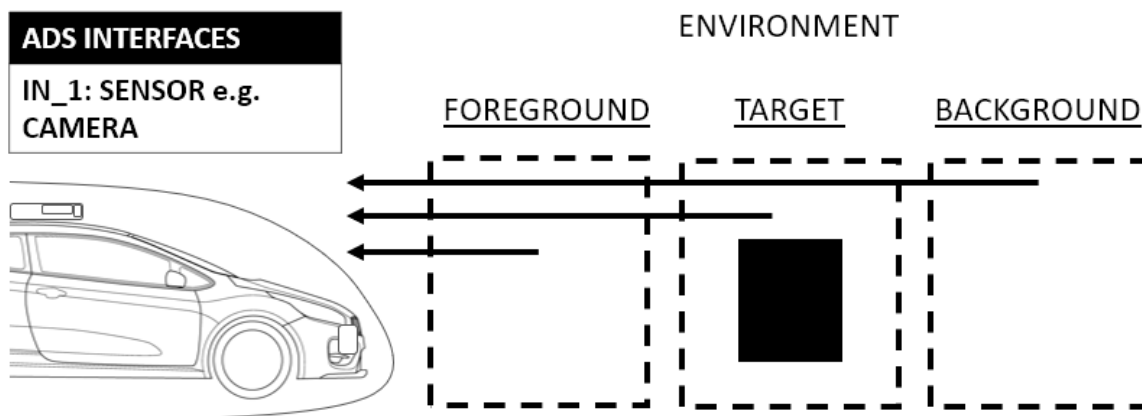 ADS INTERFACES
IN_1: SENSOR e.g.
CAMERA
ENVIRONMENT
FOREGROUND
TARGET
BACKGROUND